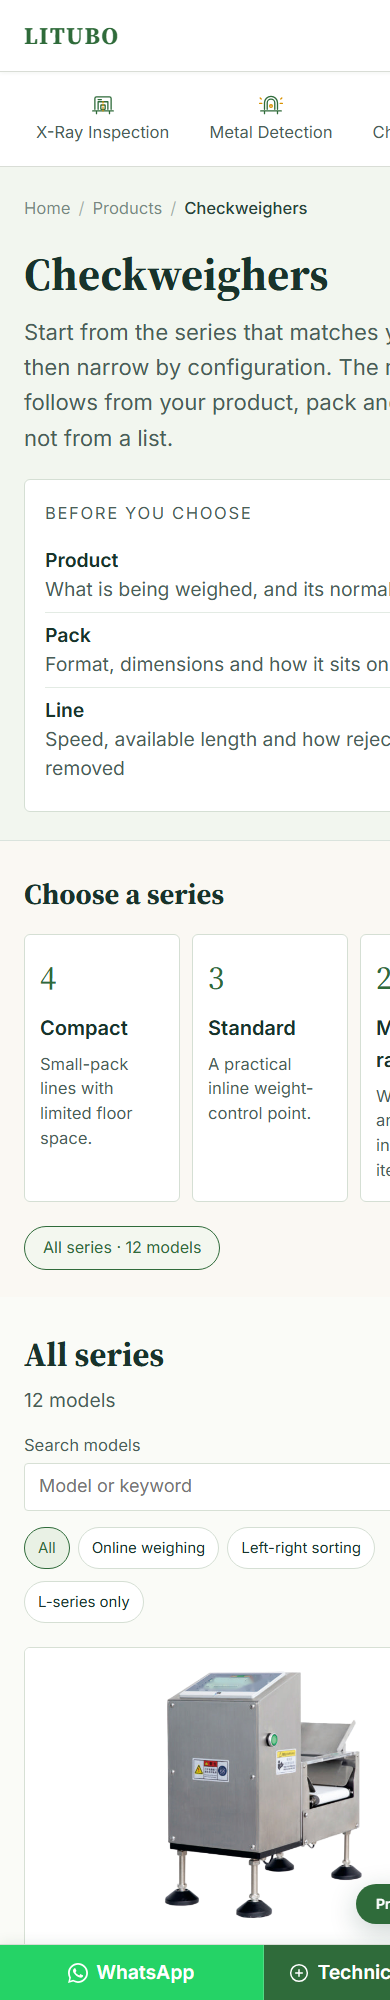 LITUBO
X-Ray Inspection
Metal Detection
Home / Products / Checkweighers
Checkweighers
Start from the series that matches
then narrow by configuration. The
follows from your product, pack
not from a list.
BEFORE YOU CHOOSE
Product
What is being weighed, and its
Pack
Format, dimensions and how it sits on
Line
Speed, available length and how
removed
Choose a series
4
3
2
Compact
Standard
Small-pack
lines with
limited floor
space.
A practical
inline weight-
control point.
All series · 12 models
All series
12 models
Search models
Model or keyword
All
Online weighing
Left-right sorting
L-series only
WhatsApp